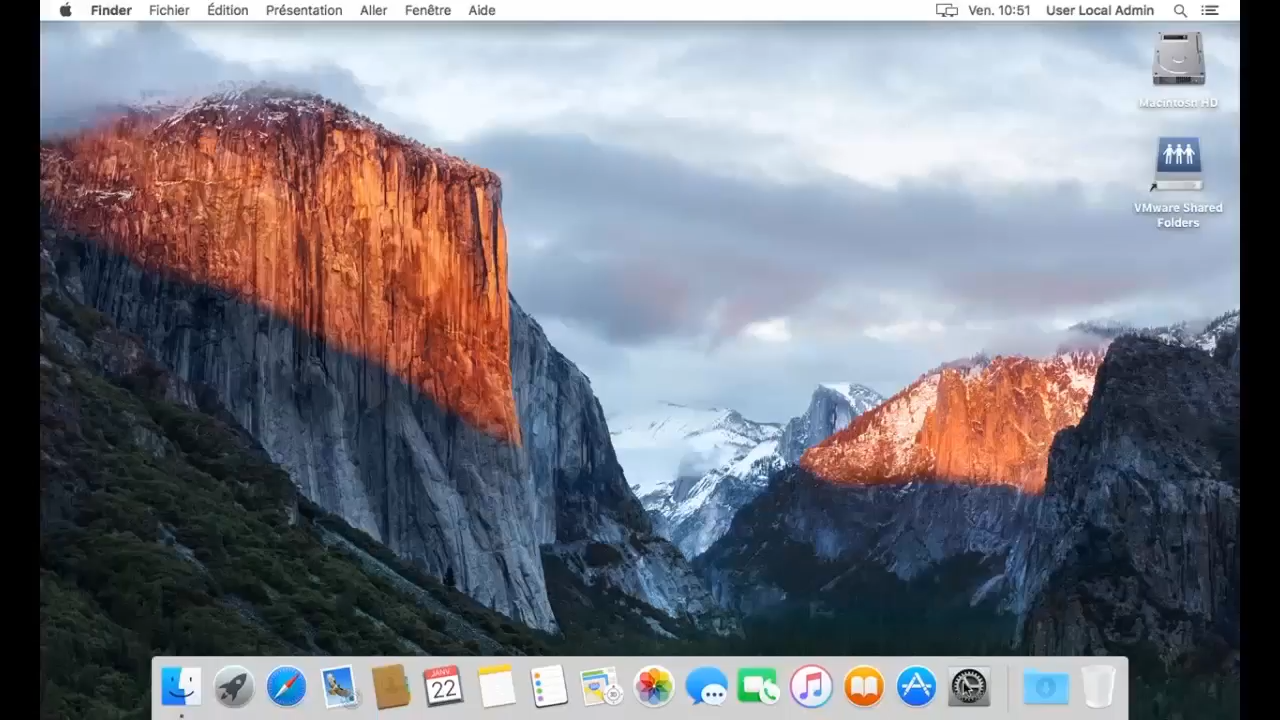 Finder Fichier Édition Présentation Aller Fenêtre Aide Ven. 10:51 User Local Admin
Macintosh HD
VMware Shared
Folders
JANV
22